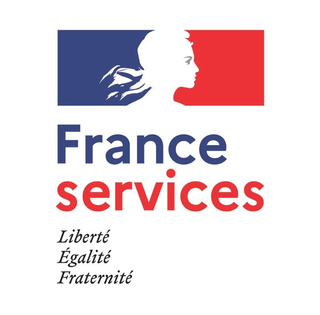 France
services
Liberté
Égalité
Fraternité